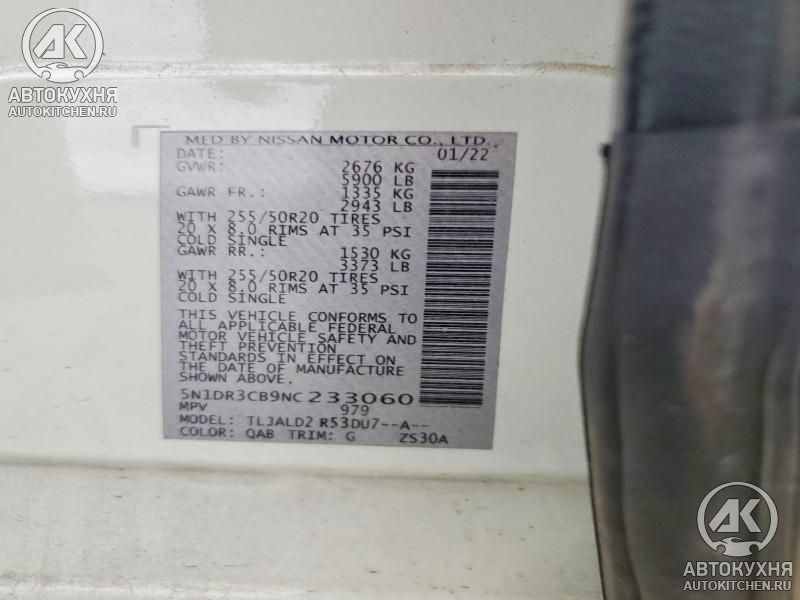 АК
АВТОКУХНЯ
AUTOKITCHEN.RU
MFD BY NISSAN MOTOR CO., LTD.
DATE: 01/22
GVWR: 2676 KG
5900 LB
GAWR FR.: 1335 KG
2943 LB
WITH 255/50R20 TIRES
20 X 8.0 RIMS AT 35 PSI
COLD SINGLE
GAWR RR.: 1530 KG
3373 LB
WITH 255/50R20 TIRES
20 X 8.0 RIMS AT 35 PSI
COLD SINGLE
THIS VEHICLE CONFORMS TO
ALL APPLICABLE FEDERAL
MOTOR VEHICLE SAFETY AND
THEFT PREVENTION
STANDARDS IN EFFECT ON
THE DATE OF MANUFACTURE
SHOWN ABOVE.
5N1DR3CB9NC233060
MPV 979
MODEL: TLJALD2 R53DU7--A--
COLOR: QAB TRIM: G ZS30A
АК
АВТОКУХНЯ
AUTOKITCHEN.RU